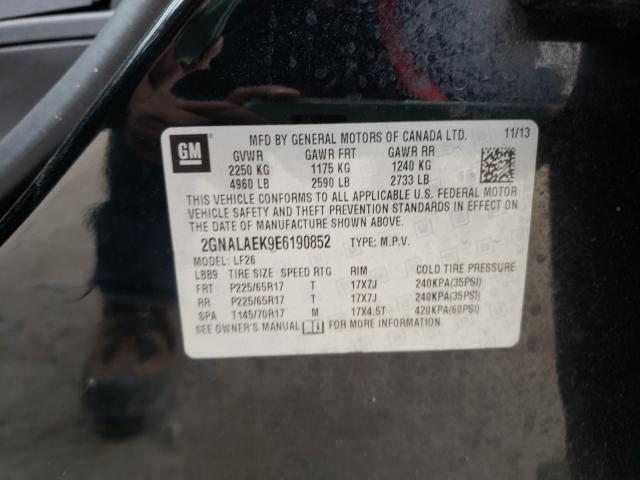 GM
MFD BY GENERAL MOTORS OF CANADA LTD. 11/13
GVWR GAWR FRT GAWR RR
2250 KG 1175 KG 1240 KG
4960 LB 2590 LB 2733 LB
THIS VEHICLE CONFORMS TO ALL APPLICABLE U.S. FEDERAL MOTOR
VEHICLE SAFETY AND THEFT PREVENTION STANDARDS IN EFFECT ON
THE DATE OF MANUFACTURE SHOWN ABOVE.
2GNALAEK9E6190852 TYPE: M.P.V.
MODEL: LF26
LBB9 TIRE SIZE SPEED RTG RIM COLD TIRE PRESSURE
FRT P225/65R17 T 17X7J 240KPA(35PSI)
RR P225/65R17 T 17X7J 240KPA(35PSI)
SPA T145/70R17 M 17X4.5T 420KPA(60PSI)
SEE OWNER'S MANUAL FOR MORE INFORMATION.